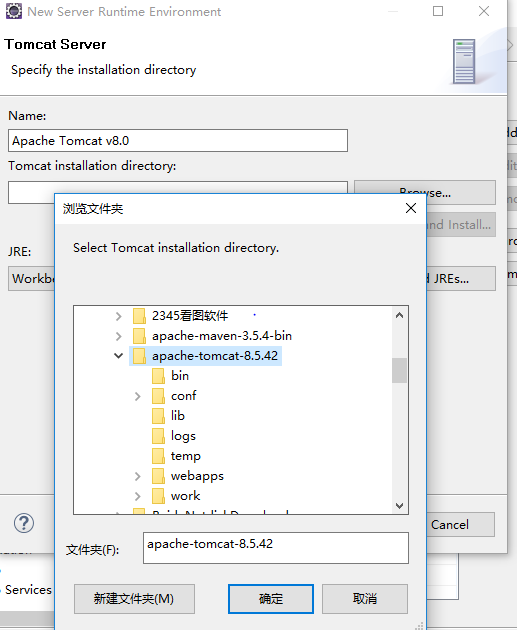 New Server Runtime Environment
Tomcat Server
Specify the installation directory
Name:
Apache Tomcat v8.0
Tomcat installation directory:
Browse...
浏览文件夹
and Install...
Select Tomcat installation directory.
JRE:
JREs...
2345看图软件
apache-maven-3.5.4-bin
apache-tomcat-8.5.42
bin
conf
lib
logs
temp
webapps
work
Cancel
文件夹(F):
apache-tomcat-8.5.42
Services
新建文件夹(M)
确定
取消